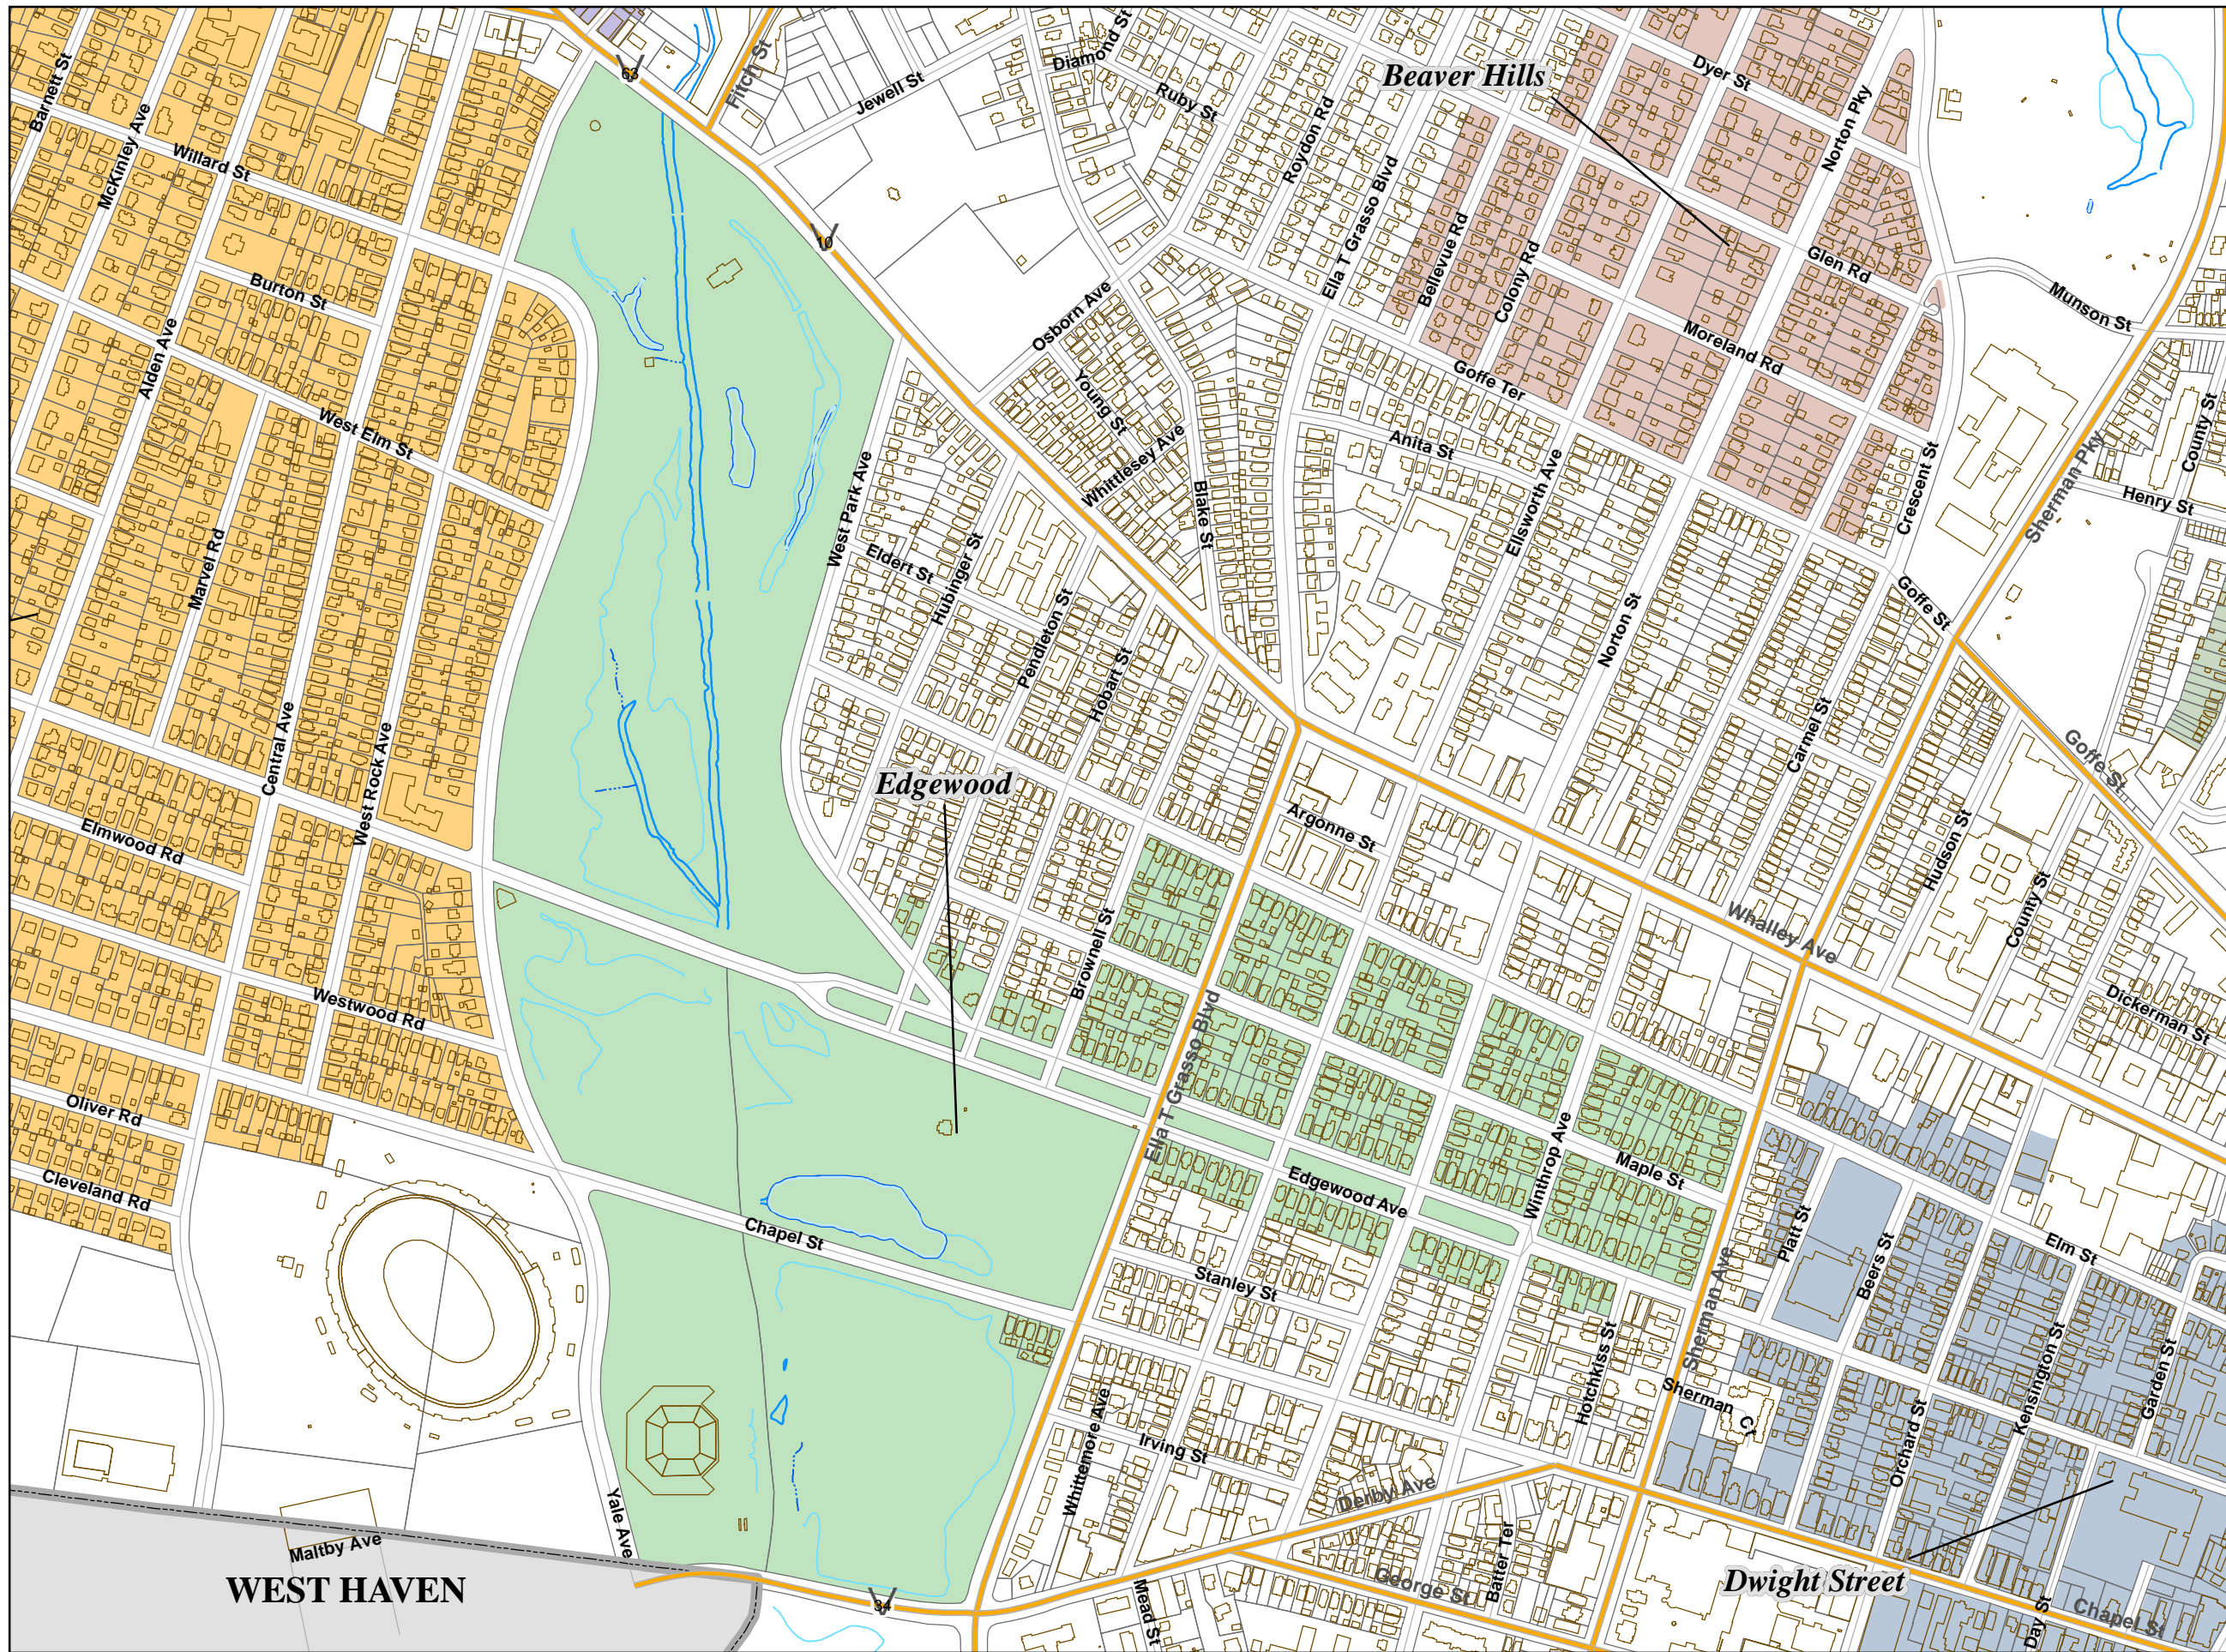 63
Fitch St
Diamond St
Barnett St
McKinley Ave
Willard St
Jewell St
Ruby St
Beaver Hills
Dyer St
Norton Pky
Roydon Rd
Ella T Grasso Blvd
10
Bellevue Rd
Colony Rd
Glen Rd
Munson St
Burton St
Osborn Ave
Alden Ave
Moreland Rd
Young St
Goffe Ter
West Elm St
Whittlesey Ave
Anita St
County St
Crescent St
Sherman Pky
Henry St
West Park Ave
Blake St
Ellsworth Ave
Marvel Rd
Eldert St
Hubinger St
Pendleton St
Goffe St
Norton St
Hobart St
Central Ave
West Rock Ave
Carmel St
Goffe St
Edgewood
Elmwood Rd
Argonne St
Hudson St
Brownell St
Whalley Ave
County St
Westwood Rd
Dickerman St
Ella T Grasso Blvd
Oliver Rd
Winthrop Ave
Maple St
Cleveland Rd
Edgewood Ave
Platt St
Elm St
Chapel St
Beers St
Stanley St
Sherman Ave
Hotchkiss St
Kensington St
Garden St
Sherman Ct
Whittemore Ave
Irving St
Orchard St
Derby Ave
Yale Ave
Maltby Ave
WEST HAVEN
34
Mead St
George St
Batter Ter
Dwight Street
Day St
Chapel St